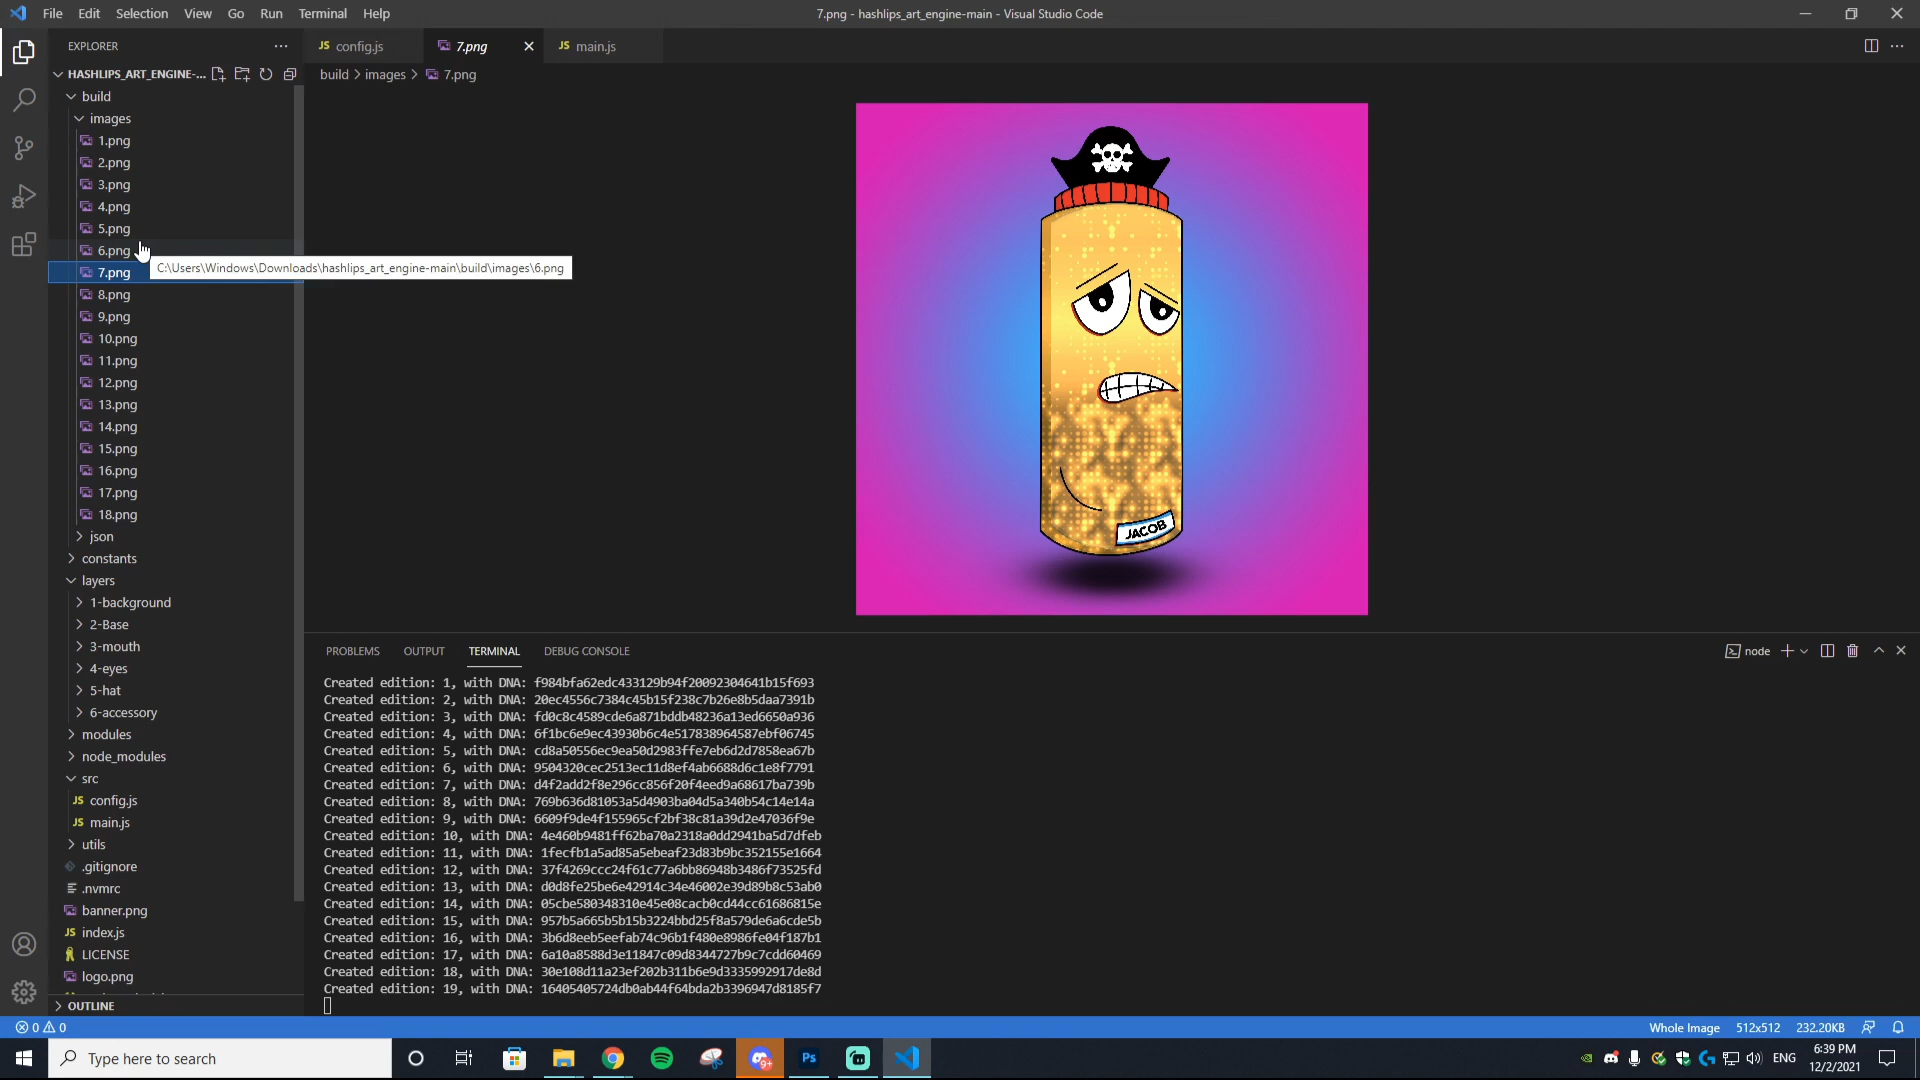 File Edit Selection View Go Run Terminal Help
7.png - hashlips_art_engine-main - Visual Studio Code
EXPLORER
HASHLIPS_ART_ENGINE-...
build
images
1.png
2.png
3.png
4.png
5.png
6.png
7.png
8.png
9.png
10.png
11.png
12.png
13.png
14.png
15.png
16.png
17.png
18.png
json
constants
layers
1-background
2-Base
3-mouth
4-eyes
5-hat
6-accessory
modules
node_modules
src
JS config.js
JS main.js
utils
.gitignore
.nvmrc
banner.png
JS index.js
LICENSE
logo.png
OUTLINE
JS config.js
7.png
JS main.js
build > images > 7.png
C:\Users\Windows\Downloads\hashlips_art_engine-main\build\images\6.png
JACOB
PROBLEMS OUTPUT TERMINAL DEBUG CONSOLE
node
Created edition: 1, with DNA: f984bfa62edc433129b94f20092304641b15f693
Created edition: 2, with DNA: 20ec4556c7384c45b15f238c7b26e8b5daa7391b
Created edition: 3, with DNA: fd0c8c4589cde6a871bddb48236a13ed6650a936
Created edition: 4, with DNA: 6f1bc6e9ec43930b6c4e517838964587ebf06745
Created edition: 5, with DNA: cd8a50556ec9ea50d2983ffe7eb6d2d7858ea67b
Created edition: 6, with DNA: 9504320cec2513ec11d8ef4ab6688d6c1e8f7791
Created edition: 7, with DNA: d4f2add2f8e296cc856f20f4eed9a68617ba739b
Created edition: 8, with DNA: 769b636d81053a5d4903ba04d5a340b54c14e14a
Created edition: 9, with DNA: 6609f9de4f155965cf2bf38c81a39d2e47036f9e
Created edition: 10, with DNA: 4e460b9481ff62ba70a2318a0dd2941ba5d7dfeb
Created edition: 11, with DNA: 1fecfb1a5ad85a5ebeaf23d83b9bc352155e1664
Created edition: 12, with DNA: 37f4269ccc24f61c77a6bb86948b3486f73525fd
Created edition: 13, with DNA: d0d8fe25be6e42914c34e46002e39d89b8c53ab0
Created edition: 14, with DNA: 05cbe580348310e45e08cacb0cd44cc61686815e
Created edition: 15, with DNA: 957b5a665b5b15b3224bbd25f8a579de6a6cde5b
Created edition: 16, with DNA: 3b6d8eeb5eefab74c96b1f480e8986fe04f187b1
Created edition: 17, with DNA: 6a10a8588d3e11847c09d8344727b9c7cdd60469
Created edition: 18, with DNA: 30e108d11a23ef202b311b6e9d3335992917de8d
Created edition: 19, with DNA: 16405405724db0ab44f64bda2b3396947d8185f7
0 0
Whole Image 512x512 232.20KB
Type here to search
9+
Ps
ENG
6:39 PM
12/2/2021